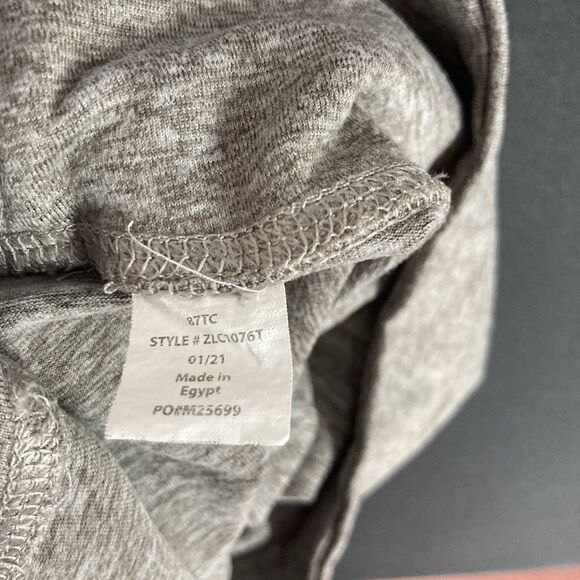 87TC
STYLE # ZLC1076T
01/21
Made in
Egypt
PO#M25699